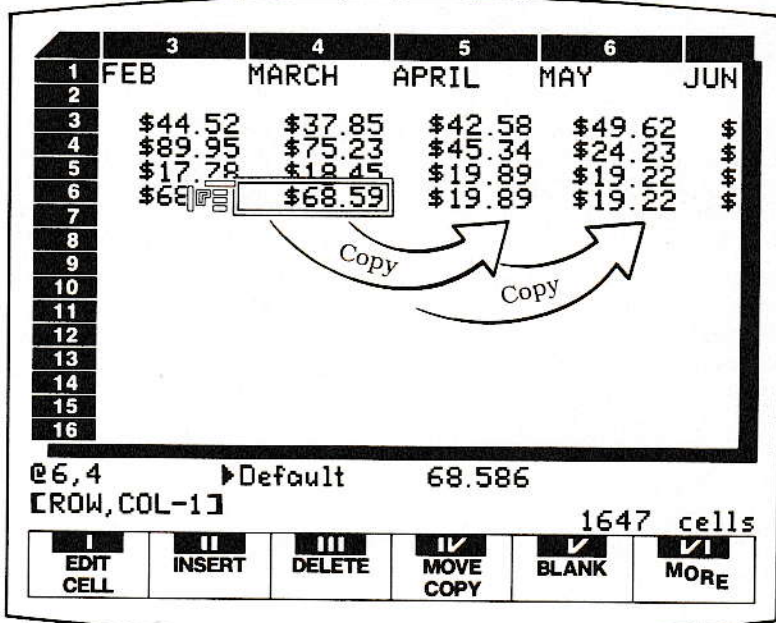 3 4 5 6
1 FEB MARCH APRIL MAY JUN
2
3 $44.52 $37.85 $42.58 $49.62 $
4 $89.95 $75.23 $45.34 $24.23 $
5 $17.78 $18.45 $19.89 $19.22 $
6 $68 $68.59 $19.89 $19.22 $
7
8
9
10
11
12
13
14
15
16
Copy
Copy
@6,4 ▶Default 68.586
[ROW,COL-1]
1647 cells
I II III IV V VI
EDIT CELL INSERT DELETE MOVE COPY BLANK MORE